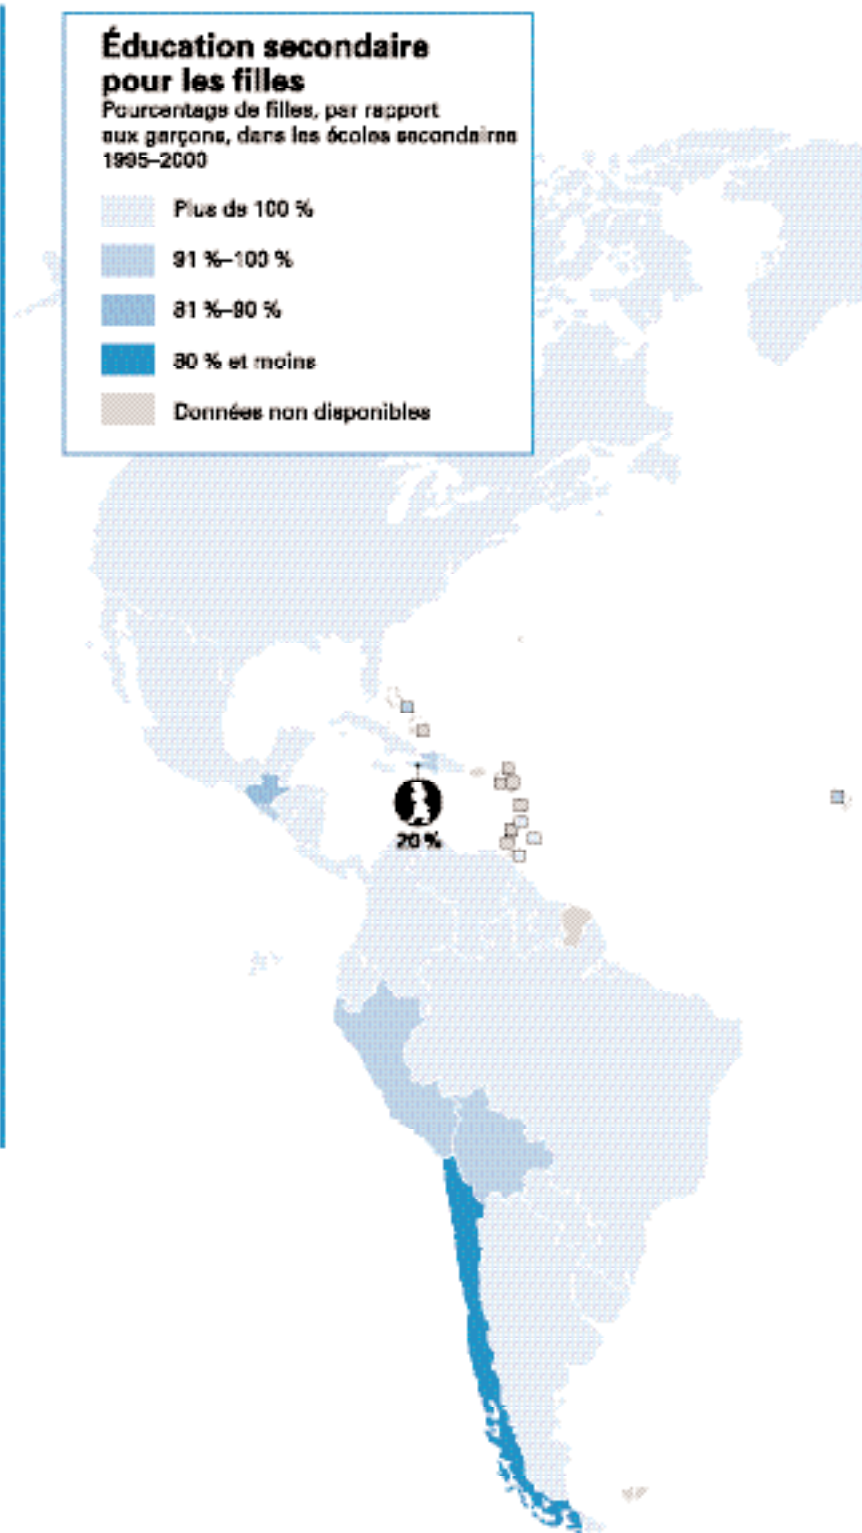 Éducation secondaire
pour les filles
Pourcentage de filles, par rapport
aux garçons, dans les écoles secondaires
1995–2000
Plus de 100 %
91 %–100 %
81 %–90 %
80 % et moins
Données non disponibles
20 %